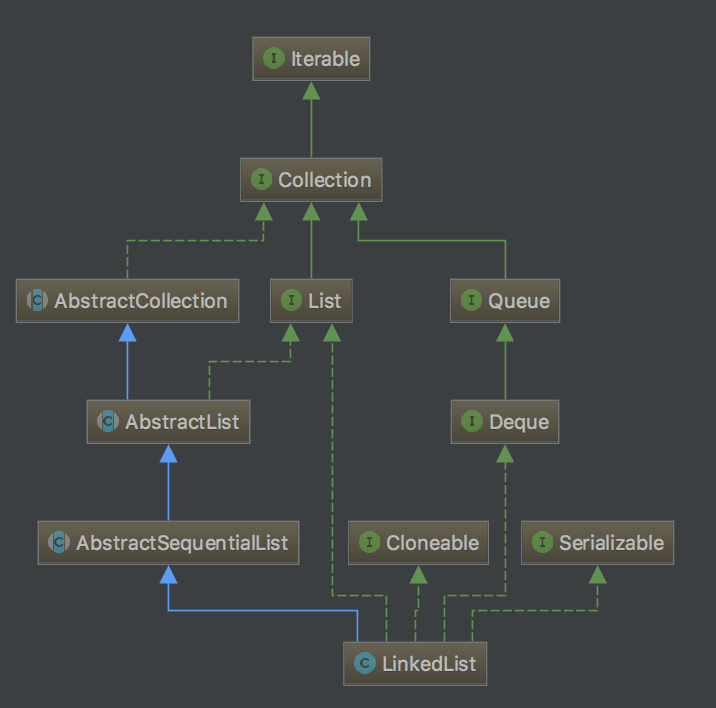 I Iterable
I Collection
C AbstractCollection
I List
I Queue
C AbstractList
I Deque
C AbstractSequentialList
I Cloneable
I Serializable
C LinkedList